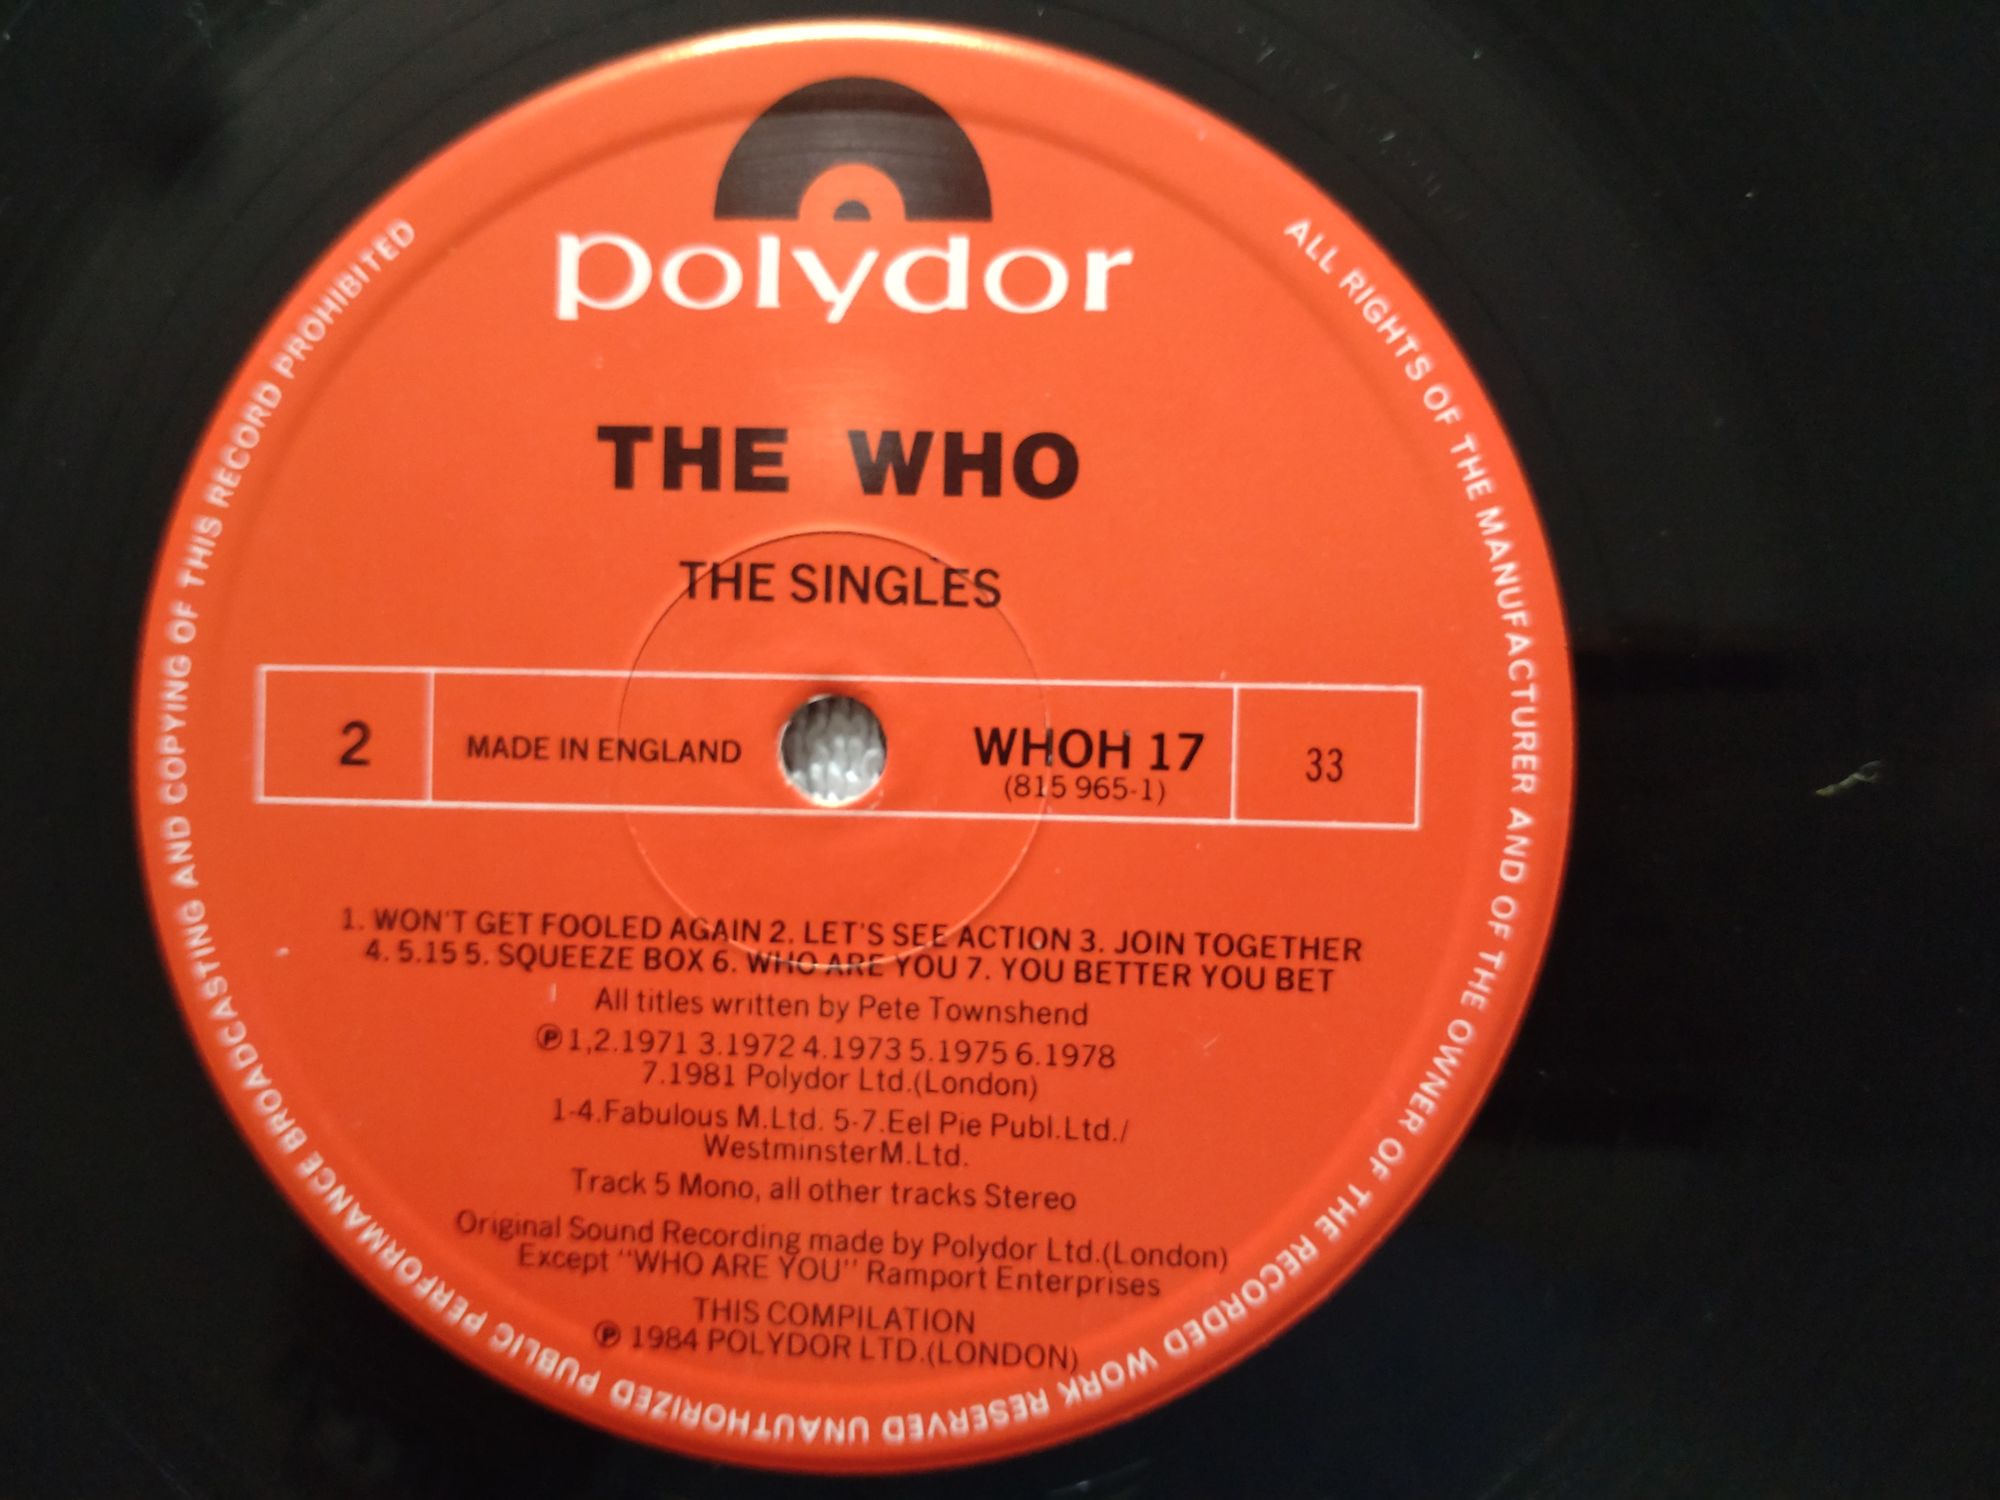 polydor
THE WHO
THE SINGLES
2
MADE IN ENGLAND
WHOH 17
(815 965-1)
33
1. WON'T GET FOOLED AGAIN 2. LET'S SEE ACTION 3. JOIN TOGETHER
4. 5.15 5. SQUEEZE BOX 6. WHO ARE YOU 7. YOU BETTER YOU BET
All titles written by Pete Townshend
Ⓟ 1,2.1971 3.1972 4.1973 5.1975 6.1978
7.1981 Polydor Ltd.(London)
1-4.Fabulous M.Ltd. 5-7.Eel Pie Publ.Ltd./
WestminsterM.Ltd.
Track 5 Mono, all other tracks Stereo
Original Sound Recording made by Polydor Ltd.(London)
Except "WHO ARE YOU" Ramport Enterprises
THIS COMPILATION
Ⓟ 1984 POLYDOR LTD.(LONDON)
ALL RIGHTS OF THE MANUFACTURER AND OF THE OWNER OF THE RECORDED WORK RESERVED UNAUTHORIZED PUBLIC PERFORMANCE BROADCASTING AND COPYING OF THIS RECORD PROHIBITED